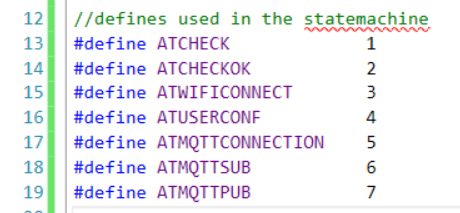 12 //defines used in the statemachine
13 #define ATCHECK 1
14 #define ATCHECKOK 2
15 #define ATWIFICONNECT 3
16 #define ATUSERCONF 4
17 #define ATMQTTCONNECTION 5
18 #define ATMQTTSUB 6
19 #define ATMQTTPUB 7